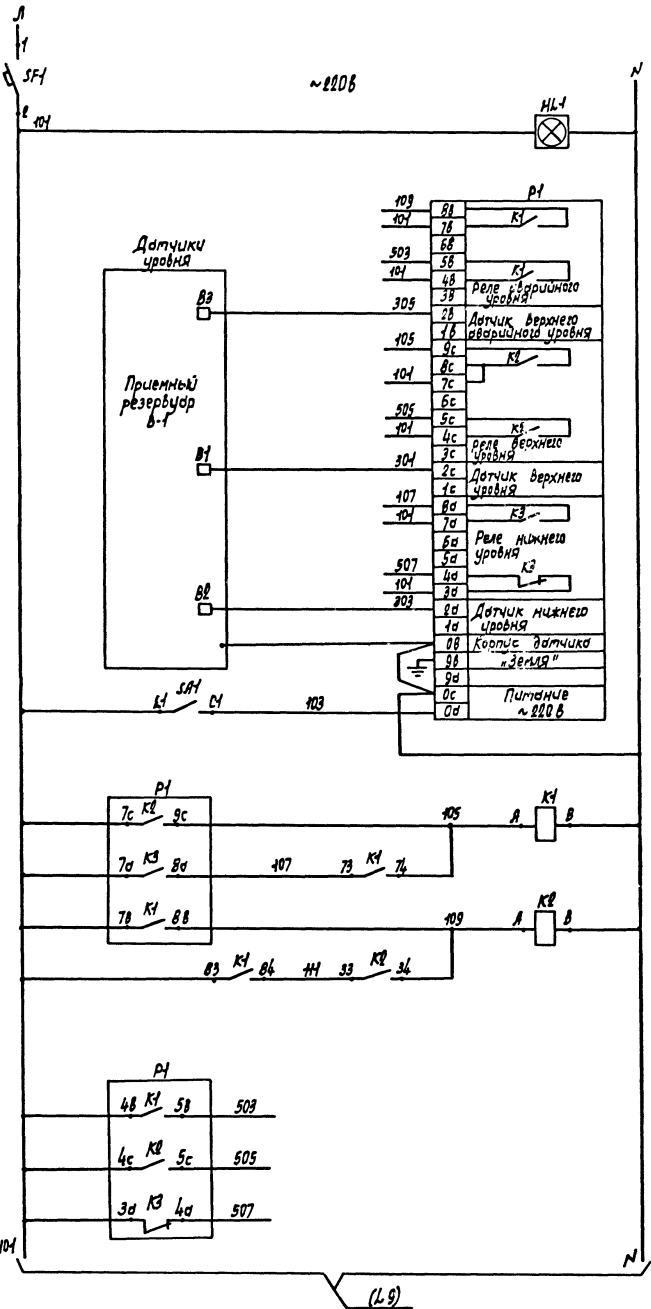 Л
1
SF1
2
101
~220В
N
HL1
P1
109
8в
K1
101
7в
6в
503
5в
K1
101
4в
Реле аварийного
3в
уровня
305
2в
Датчик верхнего
1в
аварийного уровня
105
9с
K2
8с
101
7с
6с
505
5с
101
4с
реле верхнего
3с
уровня
301
2с
Датчик верхнего
1с
уровня
107
8d
K3
101
7d
6d
Реле нижнего
5d
уровня
507
4d
K3
101
3d
303
2d
Датчик нижнего
1d
уровня
0В
Корпус датчика
9в
„Земля"
9d
0с
Питание
0d
~220В
Датчики
уровня
В3
Приемный
резервуар
В-1
В1
В2
L1
SA1
C1
103
P1
7с
K2
9с
105
A
K1
B
7d
K3
8d
107
73
K1
74
7в
K1
8в
109
A
K2
B
83
K1
84
111
33
K2
34
P1
4в
K1
5в
503
4с
K2
5с
505
3d
K3
4d
507
101
N
(Л.9)